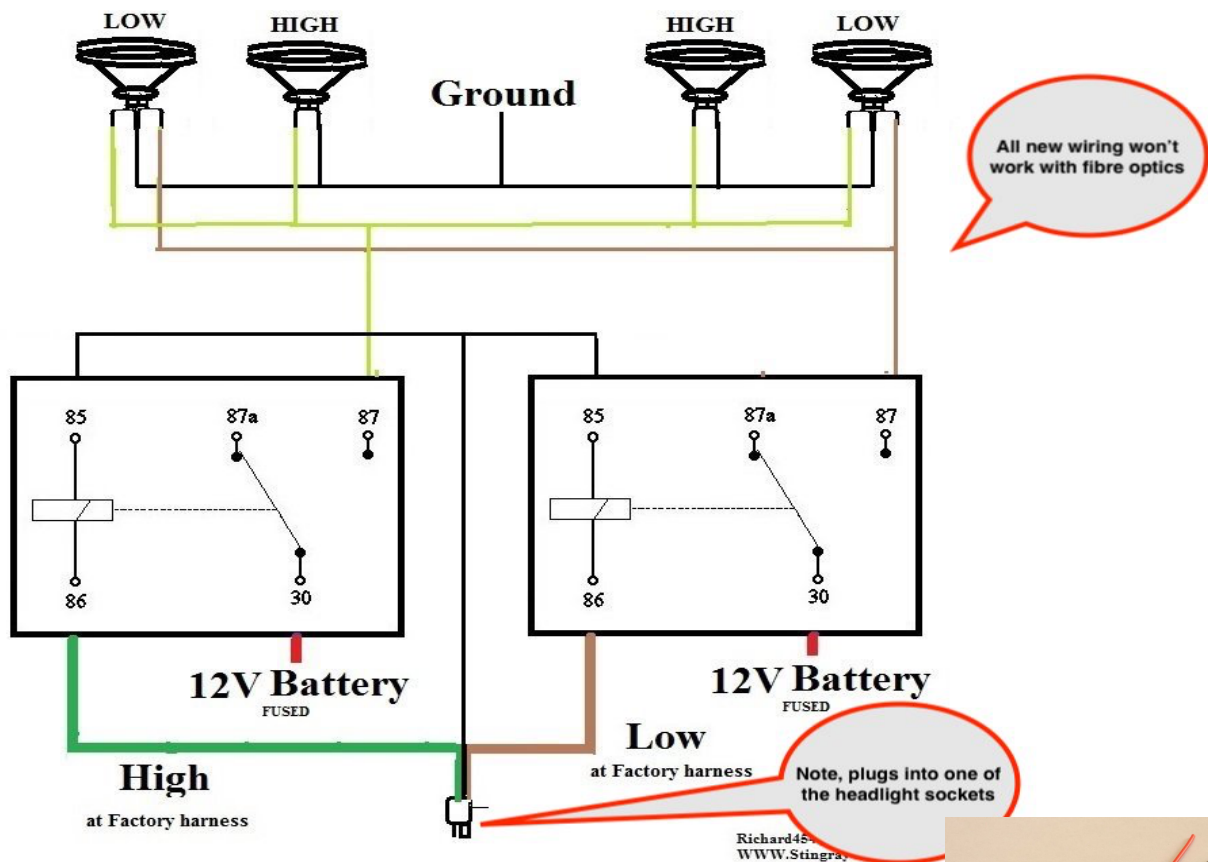 LOW
HIGH
HIGH
LOW
Ground
All new wiring won't
work with fibre optics
85
87a
87
86
30
85
87a
87
86
30
12V Battery
FUSED
12V Battery
FUSED
High
at Factory harness
Low
at Factory harness
Note, plugs into one of
the headlight sockets